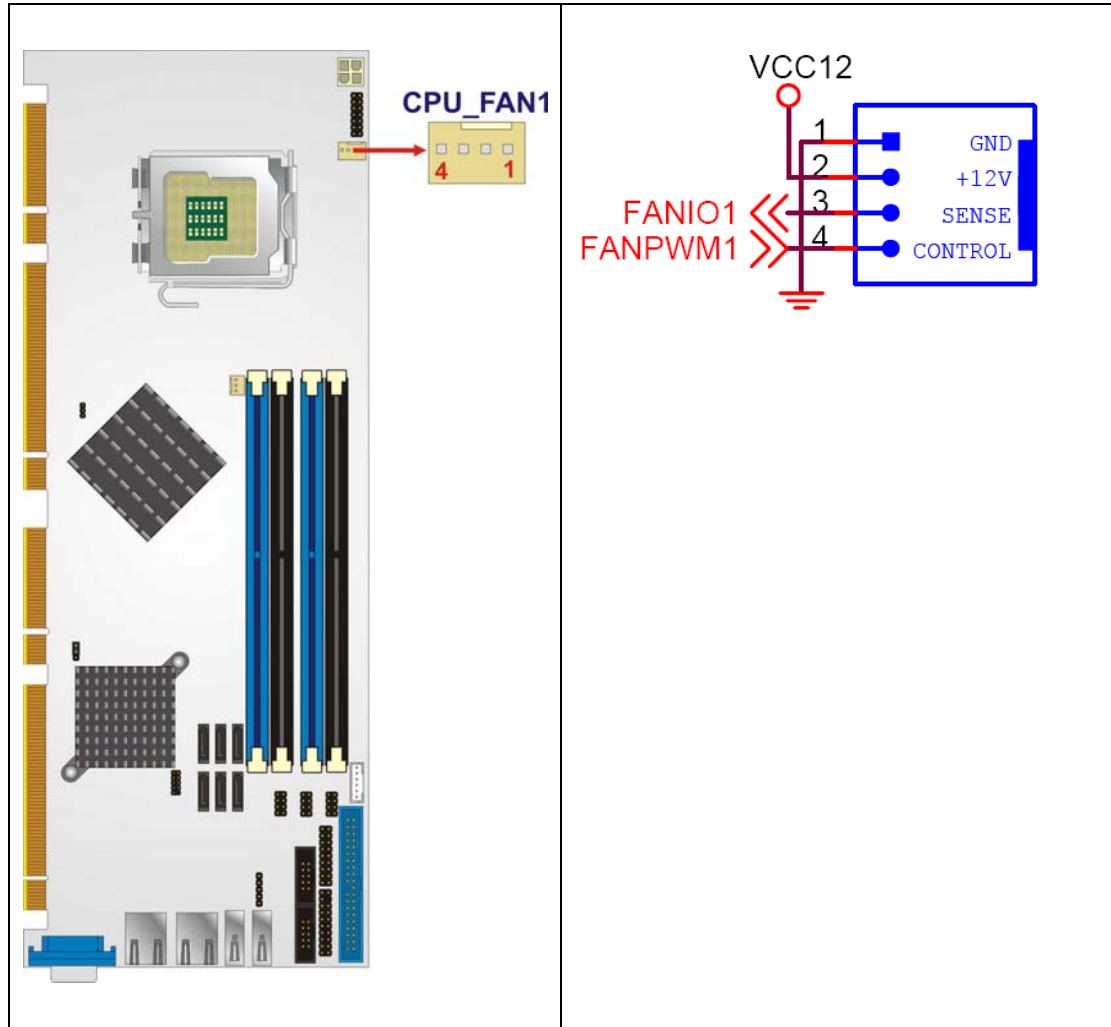 CPU_FAN1
4 1
VCC12
1 GND
2 +12V
FANIO1 3 SENSE
FANPWM1 4 CONTROL